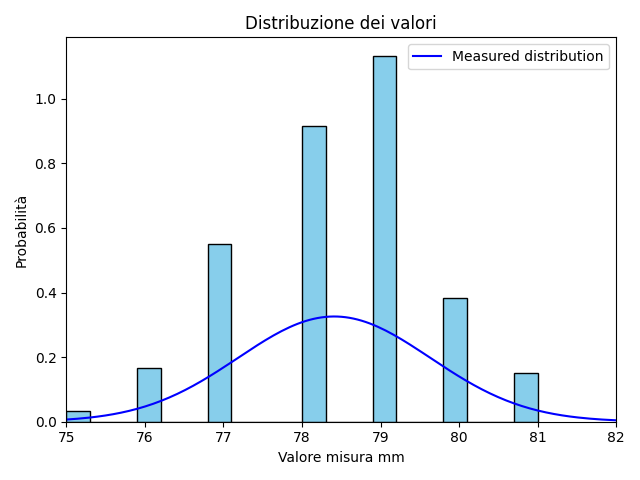 Distribuzione dei valori
Measured distribution
Probabilità
1.0
0.8
0.6
0.4
0.2
0.0
75 76 77 78 79 80 81 82
Valore misura mm